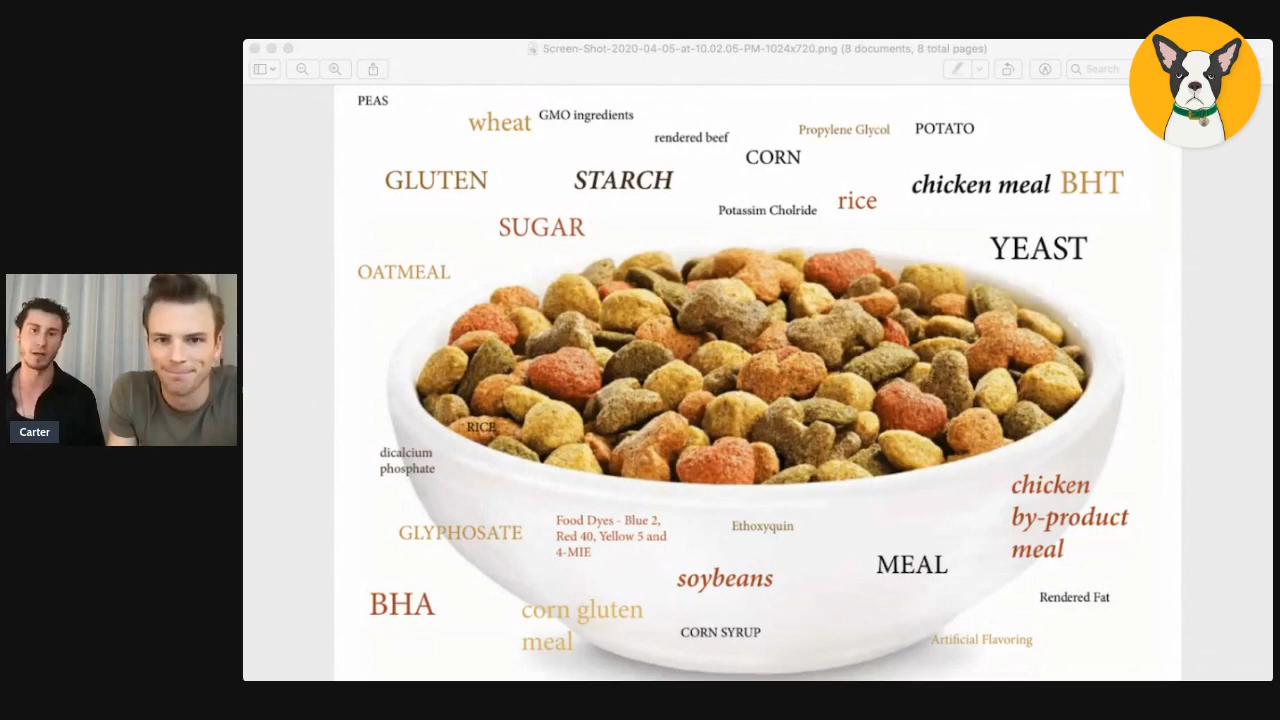 Screen-Shot-2020-04-05-at-10.02.05-PM-1024x720.png (8 documents, 8 total pages)
Search
PEAS
wheat
GMO ingredients
rendered beef
Propylene Glycol
POTATO
CORN
GLUTEN
STARCH
chicken meal
BHT
rice
Potassim Cholride
SUGAR
YEAST
OATMEAL
RICE
Carter
dicalcium
phosphate
chicken
by-product
meal
GLYPHOSATE
Food Dyes - Blue 2,
Red 40, Yellow 5 and
4-MIE
Ethoxyquin
MEAL
soybeans
BHA
corn gluten
meal
Rendered Fat
CORN SYRUP
Artificial Flavoring